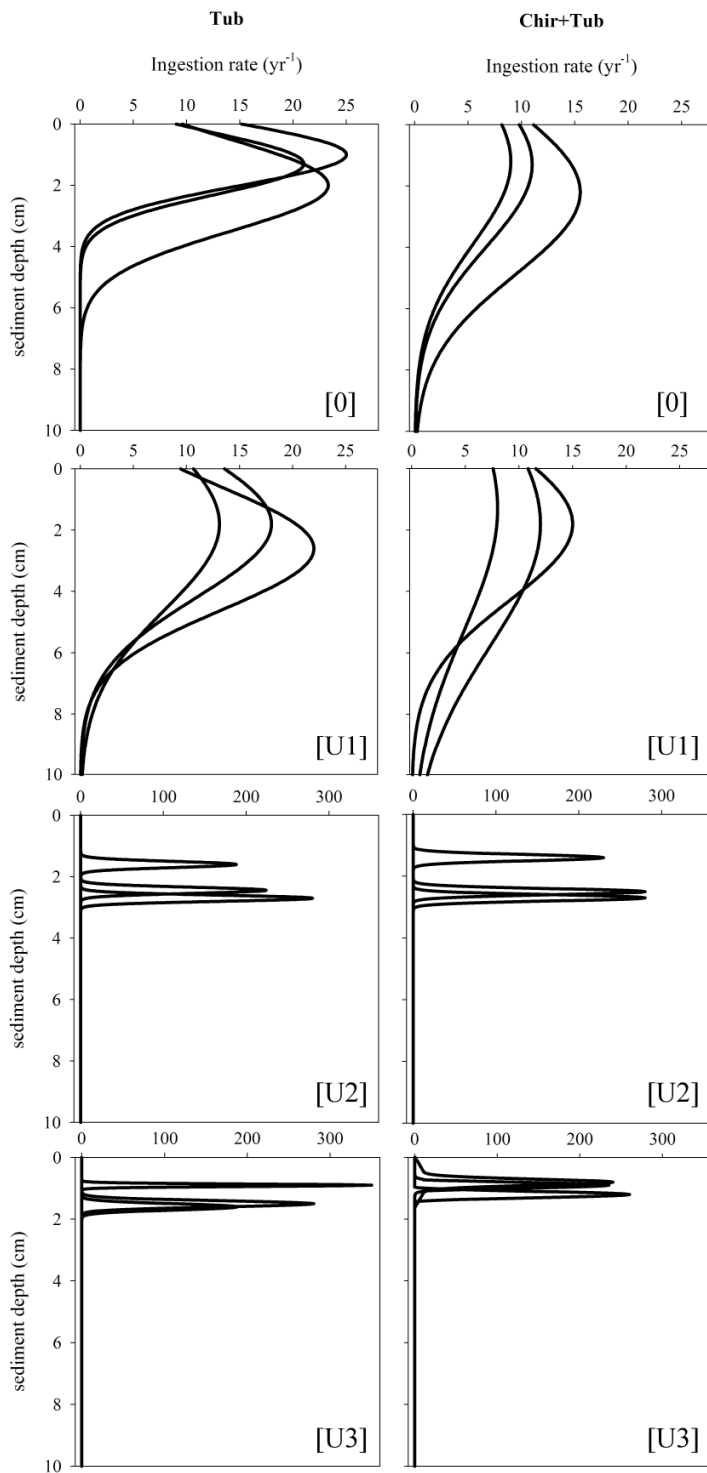 Tub Chir+Tub
Ingestion rate (yr-1) Ingestion rate (yr-1)
0 5 10 15 20 25 0 5 10 15 20 25
0
2
4
6
8
10
sediment depth (cm)
[0] [0]
0 5 10 15 20 25 0 5 10 15 20 25
0
2
4
6
8
10
sediment depth (cm)
[U1] [U1]
0 100 200 300 0 100 200 300
0
2
4
6
8
10
sediment depth (cm)
[U2] [U2]
0 100 200 300 0 100 200 300
0
2
4
6
8
10
sediment depth (cm)
[U3] [U3]